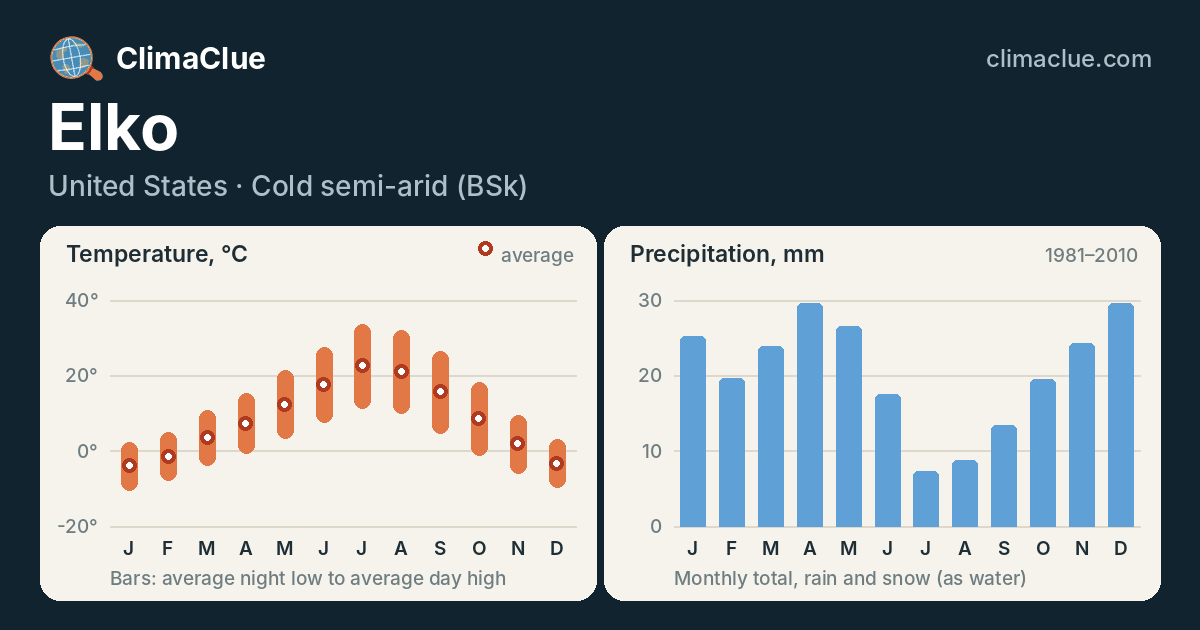 ClimaClue
climaclue.com
Elko
United States · Cold semi-arid (BSk)
Temperature, °C
average
40°
20°
0°
-20°
J F M A M J J A S O N D
Bars: average night low to average day high
Precipitation, mm
1981–2010
30
20
10
0
J F M A M J J A S O N D
Monthly total, rain and snow (as water)